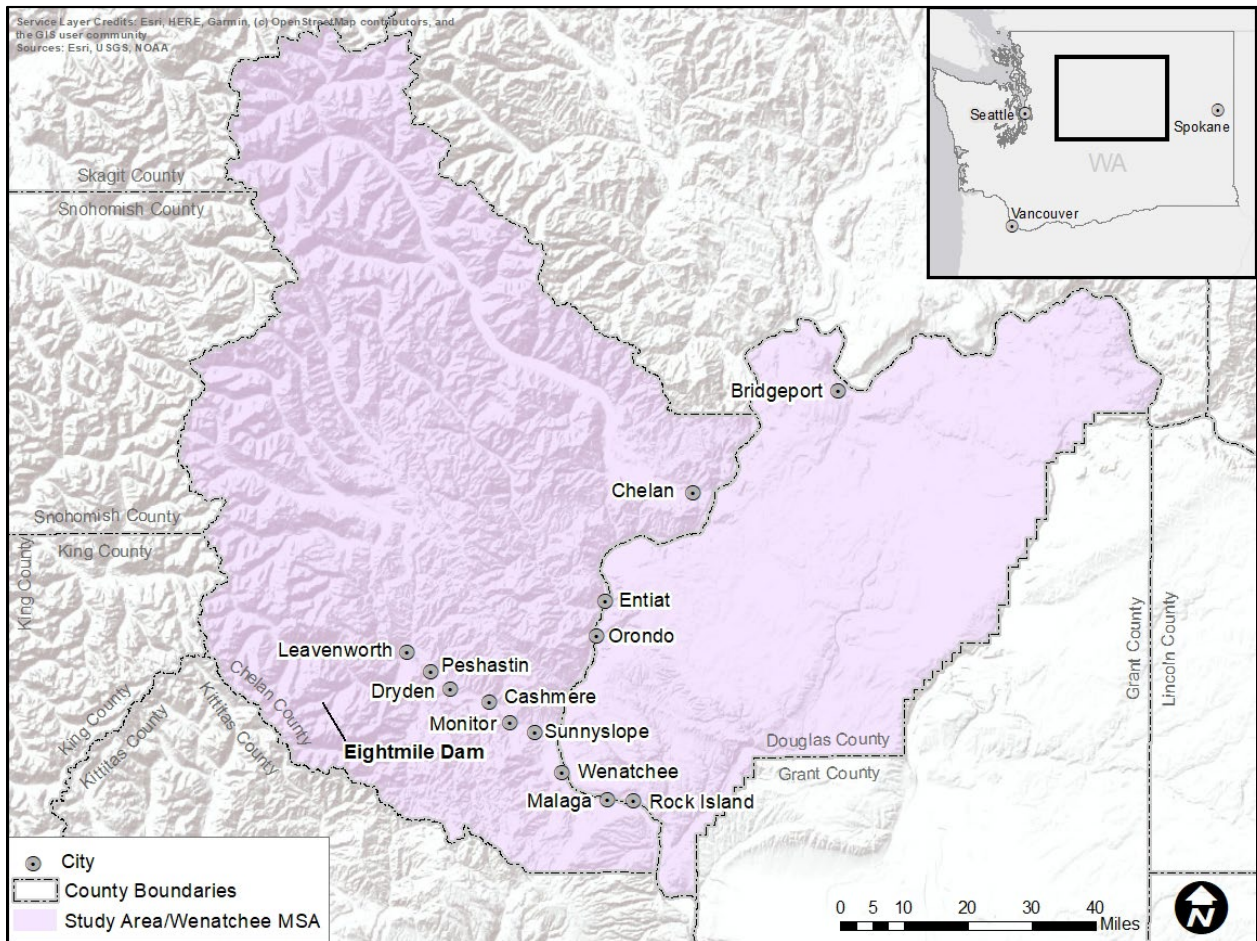 Service Layer Credits: Esri, HERE, Garmin, (c) OpenStreetMap contributors, and
the GIS user community
Sources: Esri, USGS, NOAA
Seattle
Spokane
WA
Vancouver
Skagit County
Snohomish County
Bridgeport
Chelan
Snohomish County
King County
King County
Entiat
Orondo
Leavenworth
Peshastin
Dryden
Cashmere
Monitor
Sunnyslope
Eightmile Dam
Chelan County
Kittitas County
King County
Kittitas County
Grant County
Lincoln County
Douglas County
Grant County
Wenatchee
Malaga
Rock Island
City
County Boundaries
Study Area/Wenatchee MSA
0 5 10 20 30 40
Miles
N